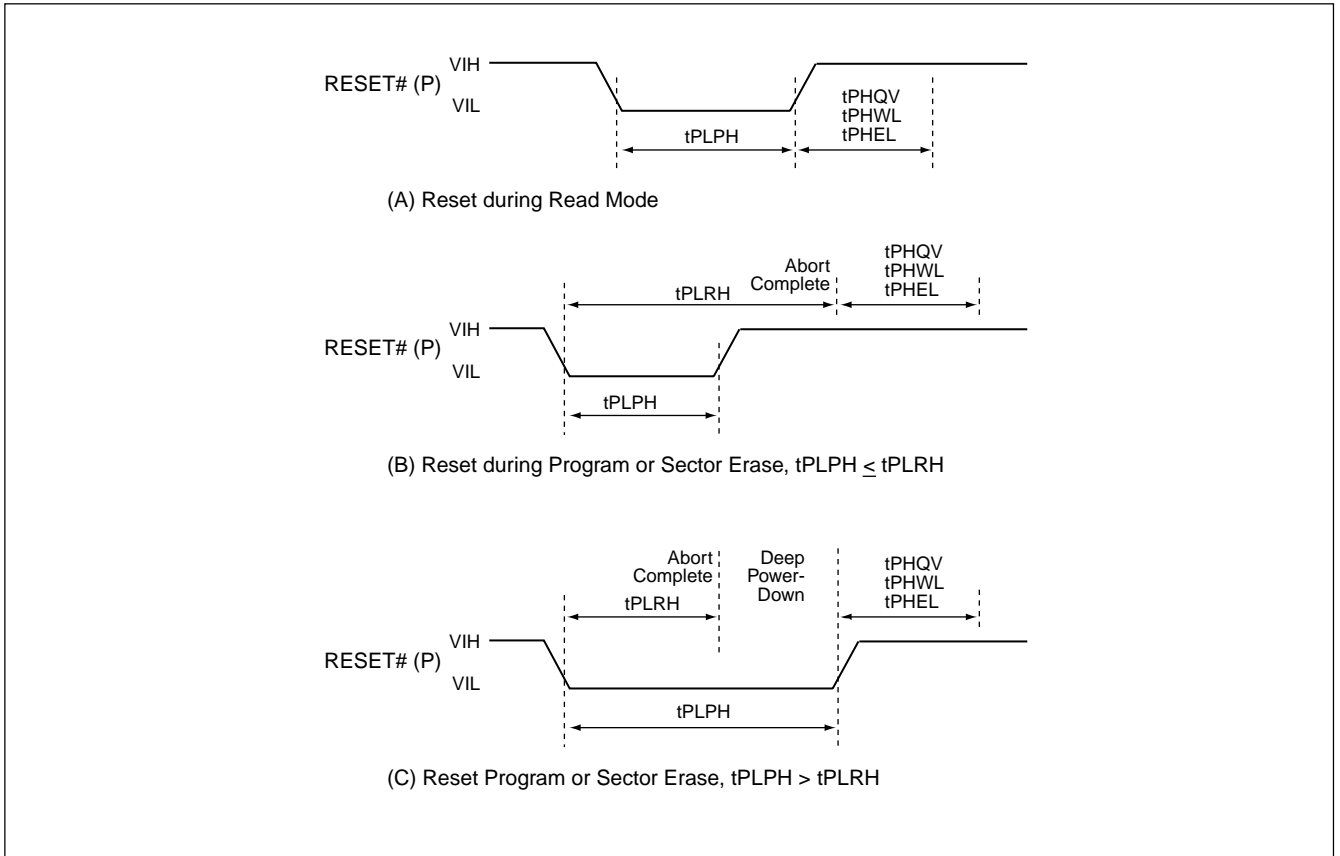 VIH
RESET# (P)
VIL
tPLPH
tPHQV
tPHWL
tPHEL
(A) Reset during Read Mode
tPLRH
Abort
Complete
tPHQV
tPHWL
tPHEL
VIH
RESET# (P)
VIL
tPLPH
(B) Reset during Program or Sector Erase, tPLPH ≤ tPLRH
Abort
Complete
tPLRH
Deep
Power-
Down
tPHQV
tPHWL
tPHEL
VIH
RESET# (P)
VIL
tPLPH
(C) Reset Program or Sector Erase, tPLPH > tPLRH